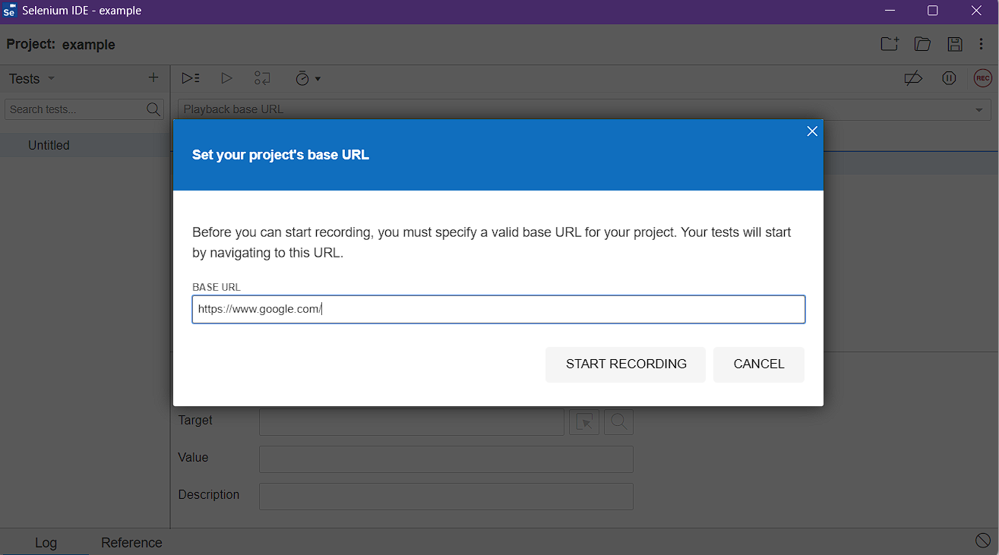 Se Selenium IDE - example
Project: example
Tests
REC
Search tests...
Playback base URL
Untitled
Set your project's base URL
Before you can start recording, you must specify a valid base URL for your project. Your tests will start
by navigating to this URL.
BASE URL
https://www.google.com/
START RECORDING CANCEL
Target
Value
Description
Log Reference